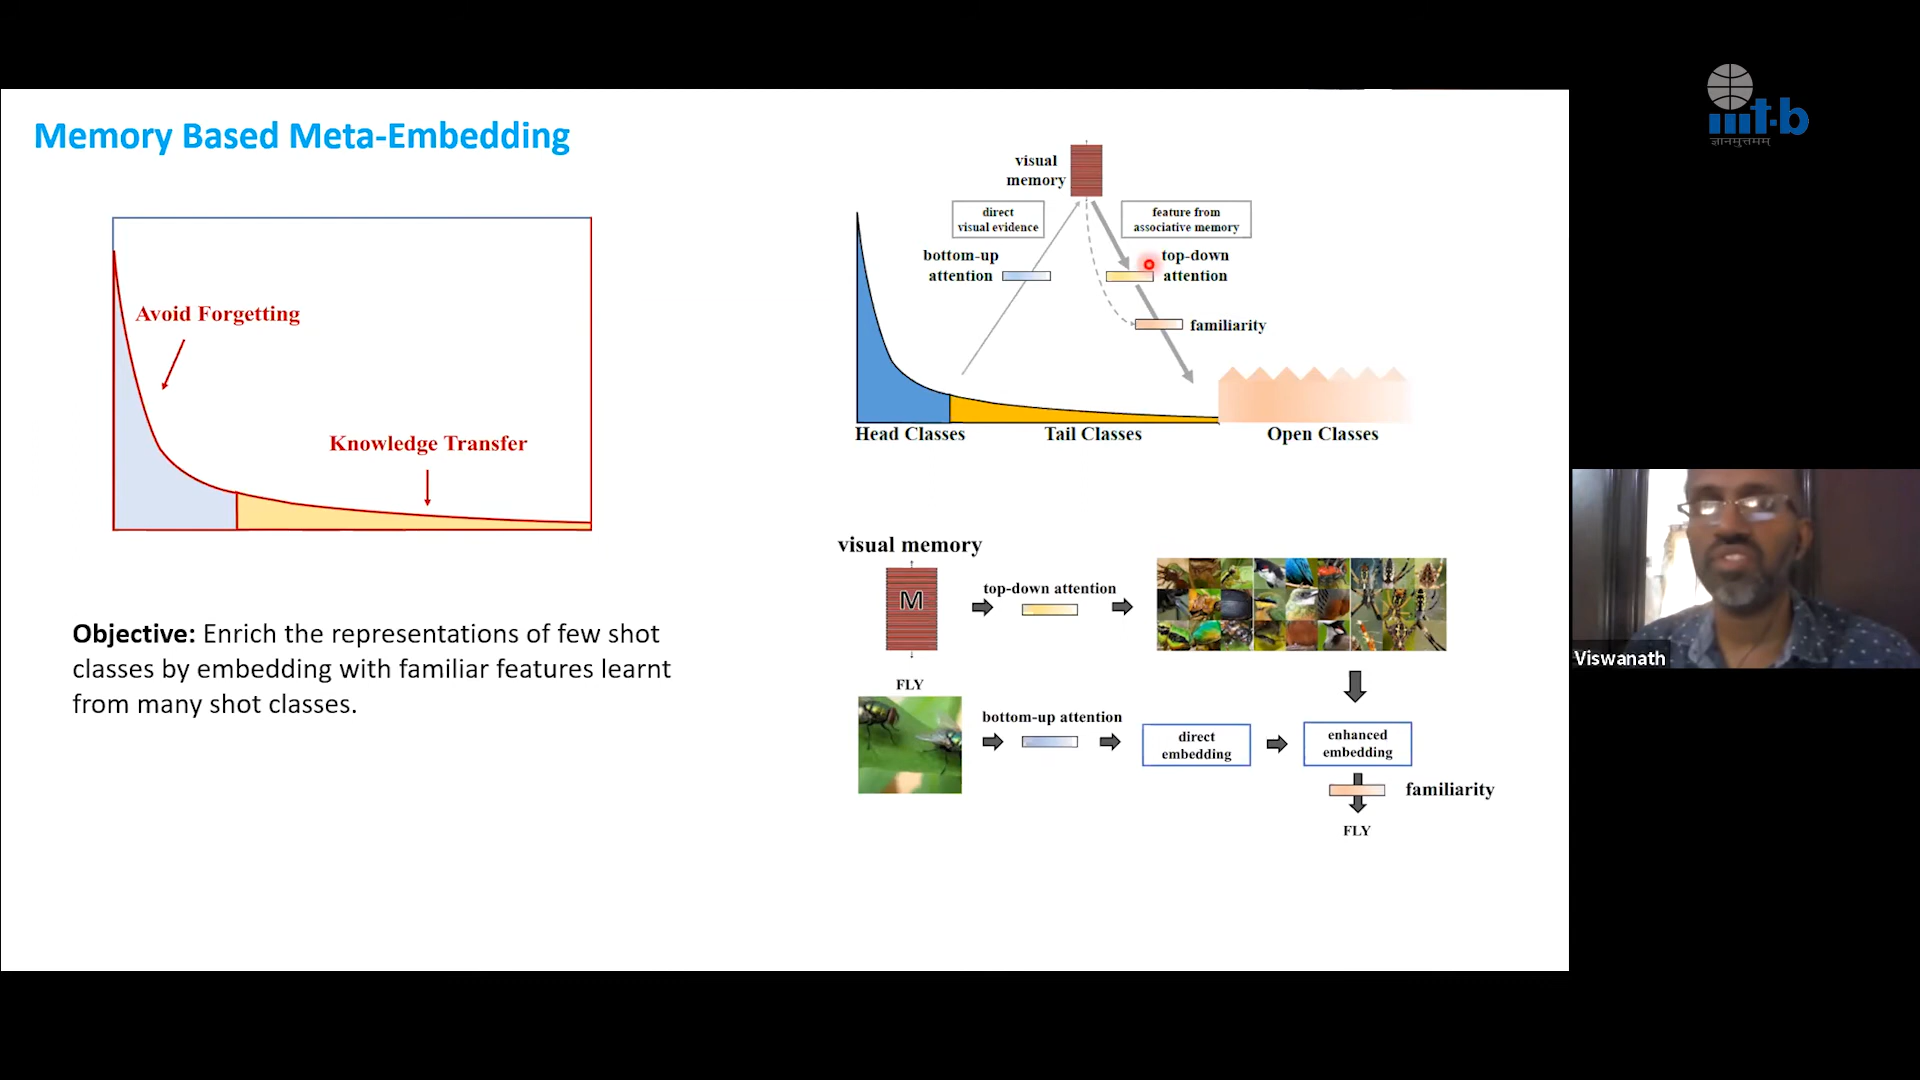 Memory Based Meta-Embedding
Avoid Forgetting
Knowledge Transfer
Objective: Enrich the representations of few shot
classes by embedding with familiar features learnt
from many shot classes.
visual
memory
direct
visual evidence
feature from
associative memory
bottom-up
attention
top-down
attention
familiarity
Head Classes
Tail Classes
Open Classes
visual memory
M
top-down attention
FLY
bottom-up attention
direct
embedding
enhanced
embedding
familiarity
FLY
iiit-b
ज्ञानमुत्तमम्
Viswanath